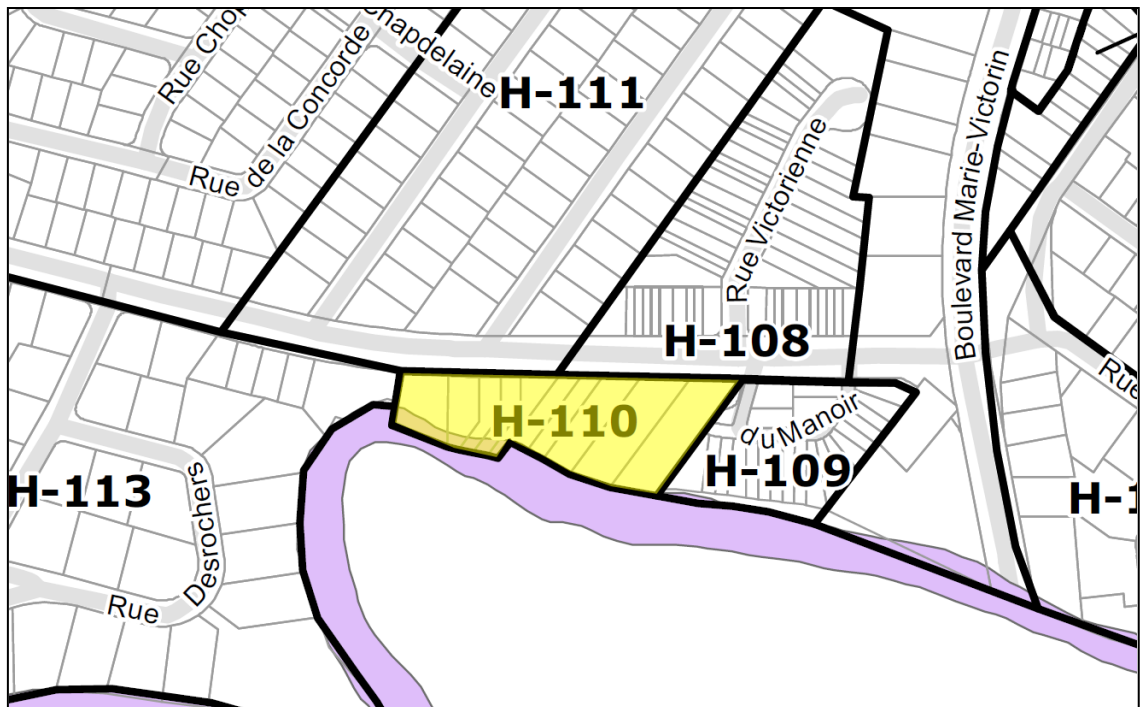 Rue
Chapdelaine
Rue de la Concorde
H-111
Rue Victorienne
Boulevard Marie-Victorin
H-108
Rue
H-110
du Manoir
H-109
H-113
Desrochers
Rue